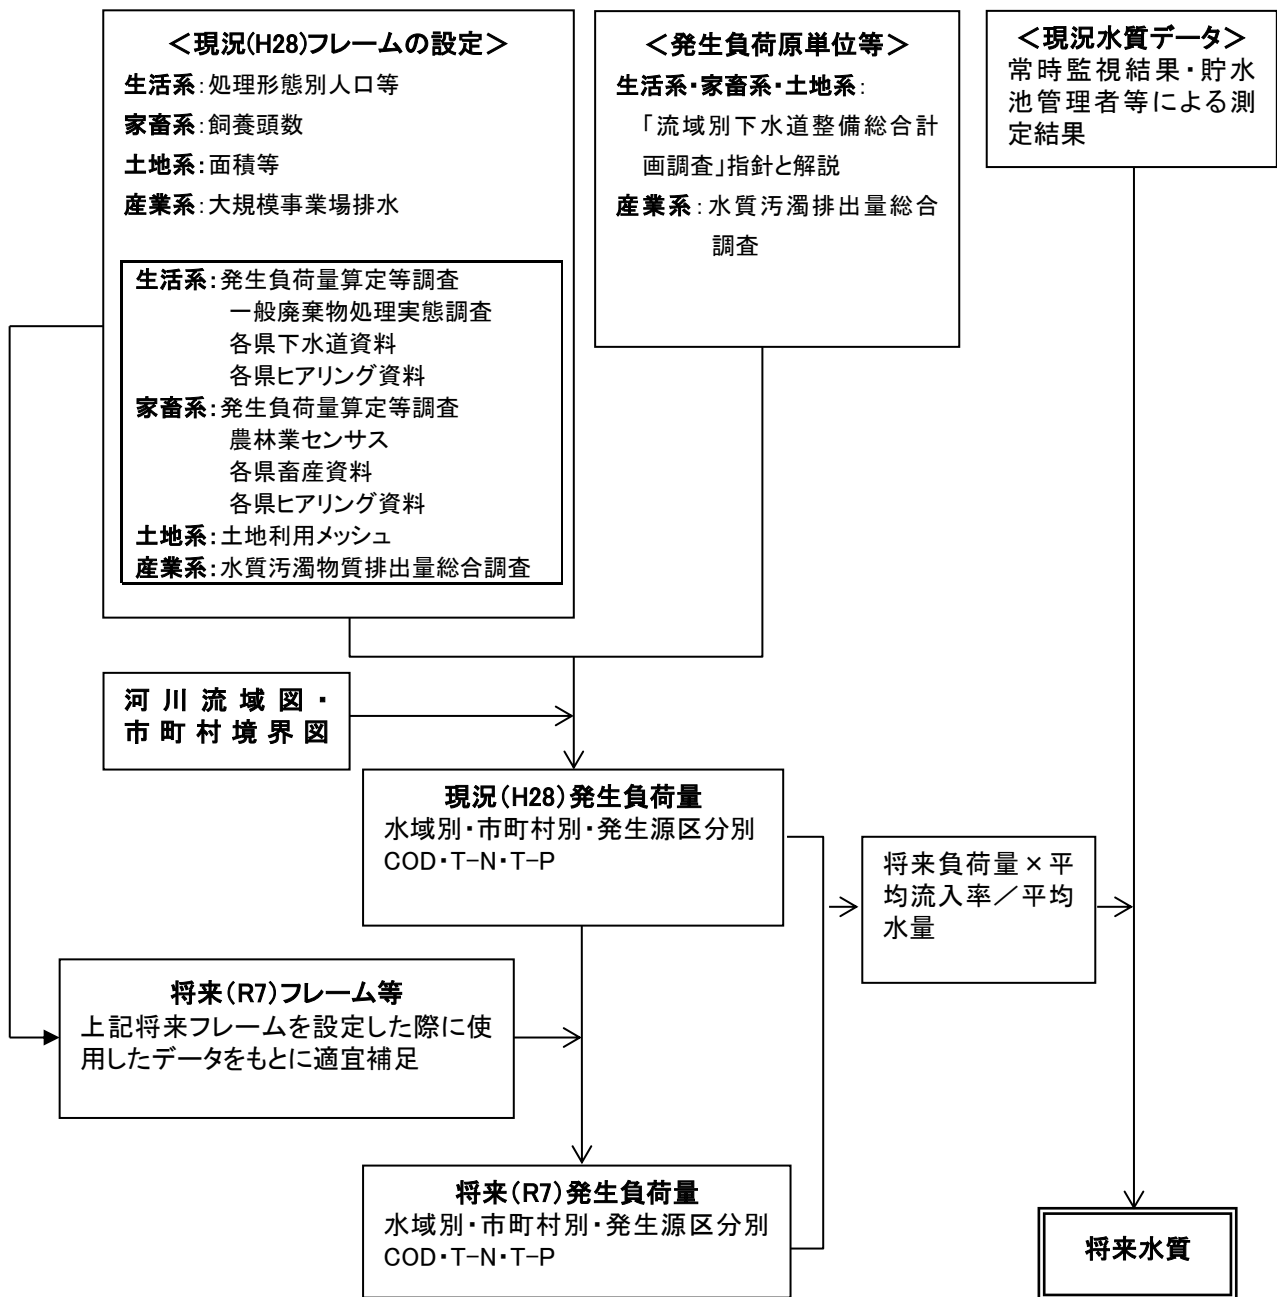 ＜現況(H28)フレームの設定＞
生活系：処理形態別人口等
家畜系：飼養頭数
土地系：面積等
産業系：大規模事業場排水
生活系：発生負荷量算定等調査
一般廃棄物処理実態調査
各県下水道資料
各県ヒアリング資料
家畜系：発生負荷量算定等調査
農林業センサス
各県畜産資料
各県ヒアリング資料
土地系：土地利用メッシュ
産業系：水質汚濁物質排出量総合調査
＜発生負荷原単位等＞
生活系・家畜系・土地系：
「流域別下水道整備総合計
画調査」指針と解説
産業系：水質汚濁排出量総合
調査
＜現況水質データ＞
常時監視結果・貯水
池管理者等による測
定結果
河川流域図・
市町村境界図
現況（H28）発生負荷量
水域別・市町村別・発生源区分別
COD・T-N・T-P
将来負荷量×平
均流入率／平均
水量
将来（R7）フレーム等
上記将来フレームを設定した際に使
用したデータをもとに適宜補足
将来（R7）発生負荷量
水域別・市町村別・発生源区分別
COD・T-N・T-P
将来水質